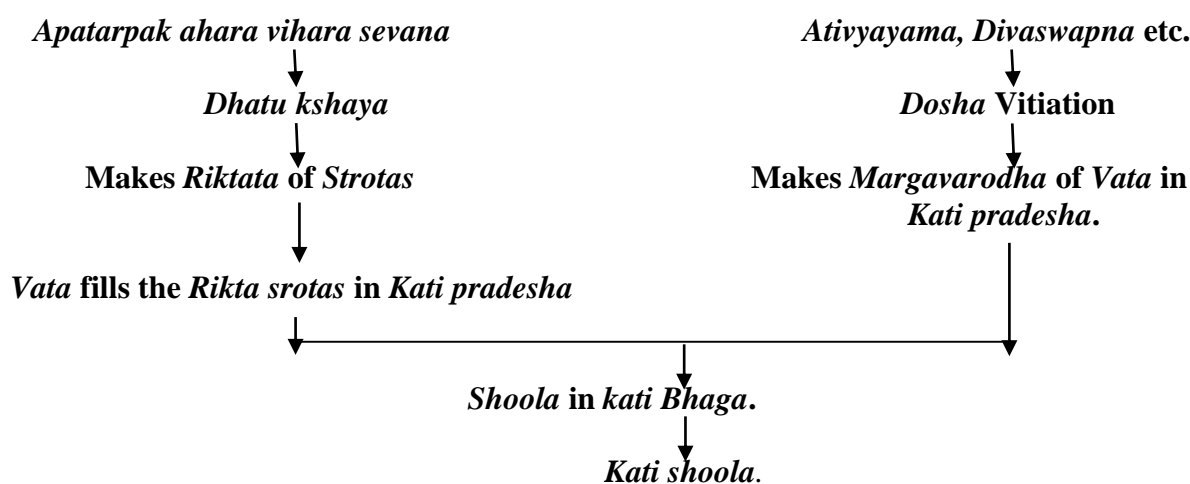 Apatarpak ahara vihara sevana
Dhatu kshaya
Makes Riktata of Strotas
Vata fills the Rikta srotas in Kati pradesha
Ativyayama, Divaswapna etc.
Dosha Vitiation
Makes Margavarodha of Vata in
Kati pradesha.
Shoola in kati Bhaga.
Kati shoola.